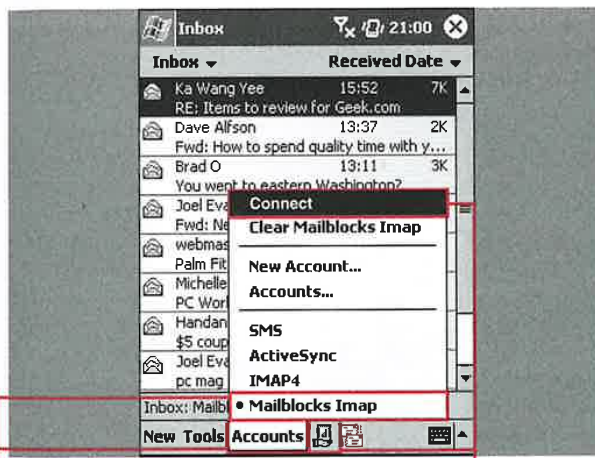 Inbox 21:00
Inbox Received Date
Ka Wang Yee 15:52 7K
RE: Items to review for Geek.com
Dave Alfson 13:37 2K
Fwd: How to spend quality time with y...
Brad O 13:11 3K
You went to eastern Washington?
Joel Eva
Fwd: Ne
webmas
Palm Fit
Michelle
PC Worl
Handan
$5 coup
Joel Eva
pc mag
Connect
Clear Mailblocks Imap
New Account...
Accounts...
SMS
ActiveSync
IMAP4
• Mailblocks Imap
Inbox: Mailbl
New Tools Accounts